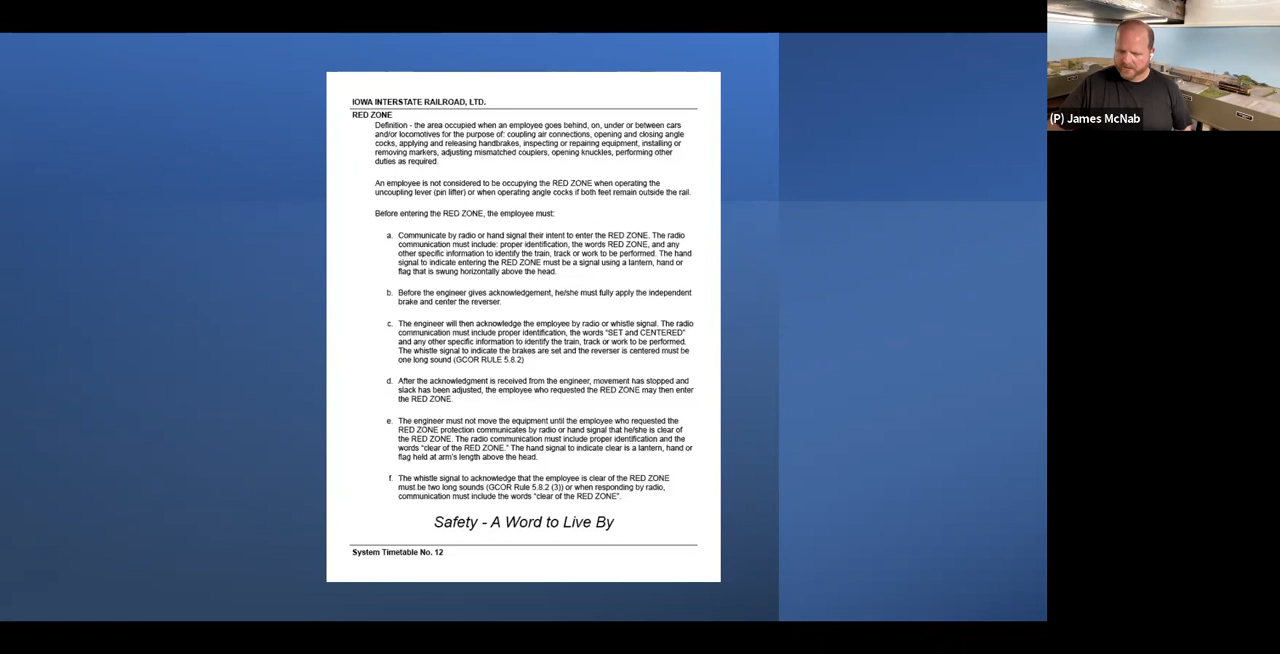 IOWA INTERSTATE RAILROAD, LTD.
RED ZONE
Definition - the area occupied when an employee goes behind, on, under or between cars
and/or locomotives for the purpose of: coupling air connections, opening and closing angle
cocks, applying and releasing handbrakes, inspecting or repairing equipment, installing or
removing markers, adjusting mismatched couplers, opening knuckles, performing other
duties as required.
An employee is not considered to be occupying the RED ZONE when operating the
uncoupling lever (pin lifter) or when operating angle cocks if both feet remain outside the rail.
Before entering the RED ZONE, the employee must:
a. Communicate by radio or hand signal their intent to enter the RED ZONE. The radio
communication must include: proper identification, the words RED ZONE, and any
other specific information to identify the train, track or work to be performed. The hand
signal to indicate entering the RED ZONE must be a signal using a lantern, hand or
flag that is swung horizontally above the head.
b. Before the engineer gives acknowledgement, he/she must fully apply the independent
brake and center the reverser.
c. The engineer will then acknowledge the employee by radio or whistle signal. The radio
communication must include proper identification, the words "SET and CENTERED"
and any other specific information to identify the train, track or work to be performed.
The whistle signal to indicate the brakes are set and the reverser is centered must be
one long sound (GCOR RULE 5.8.2)
d. After the acknowledgment is received from the engineer, movement has stopped and
slack has been adjusted, the employee who requested the RED ZONE may then enter
the RED ZONE.
e. The engineer must not move the equipment until the employee who requested the
RED ZONE protection communicates by radio or hand signal that he/she is clear of
the RED ZONE. The radio communication must include proper identification and the
words "clear of the RED ZONE." The hand signal to indicate clear is a lantern, hand or
flag held at arm's length above the head.
f. The whistle signal to acknowledge that the employee is clear of the RED ZONE
must be two long sounds (GCOR Rule 5.8.2 (3)) or when responding by radio,
communication must include the words "clear of the RED ZONE".
Safety - A Word to Live By
System Timetable No. 12
(P) James McNab